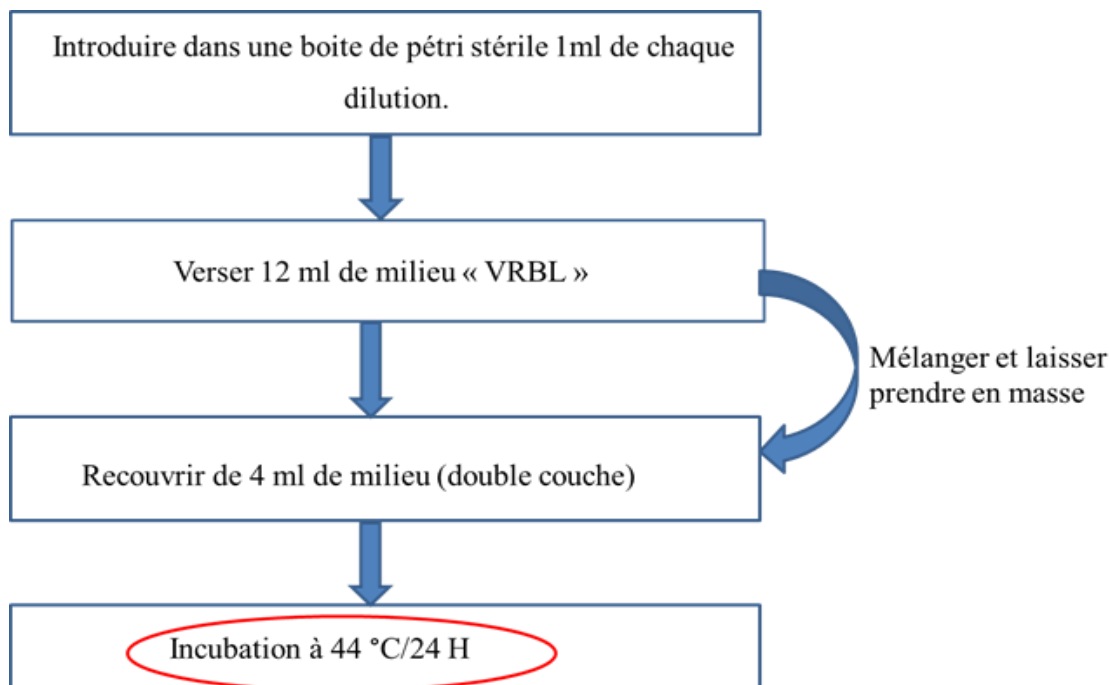 Introduire dans une boite de pétri stérile 1ml de chaque
dilution.
Verser 12 ml de milieu « VRBL »
Mélanger et laisser
prendre en masse
Recouvrir de 4 ml de milieu (double couche)
Incubation à 44 °C/24 H